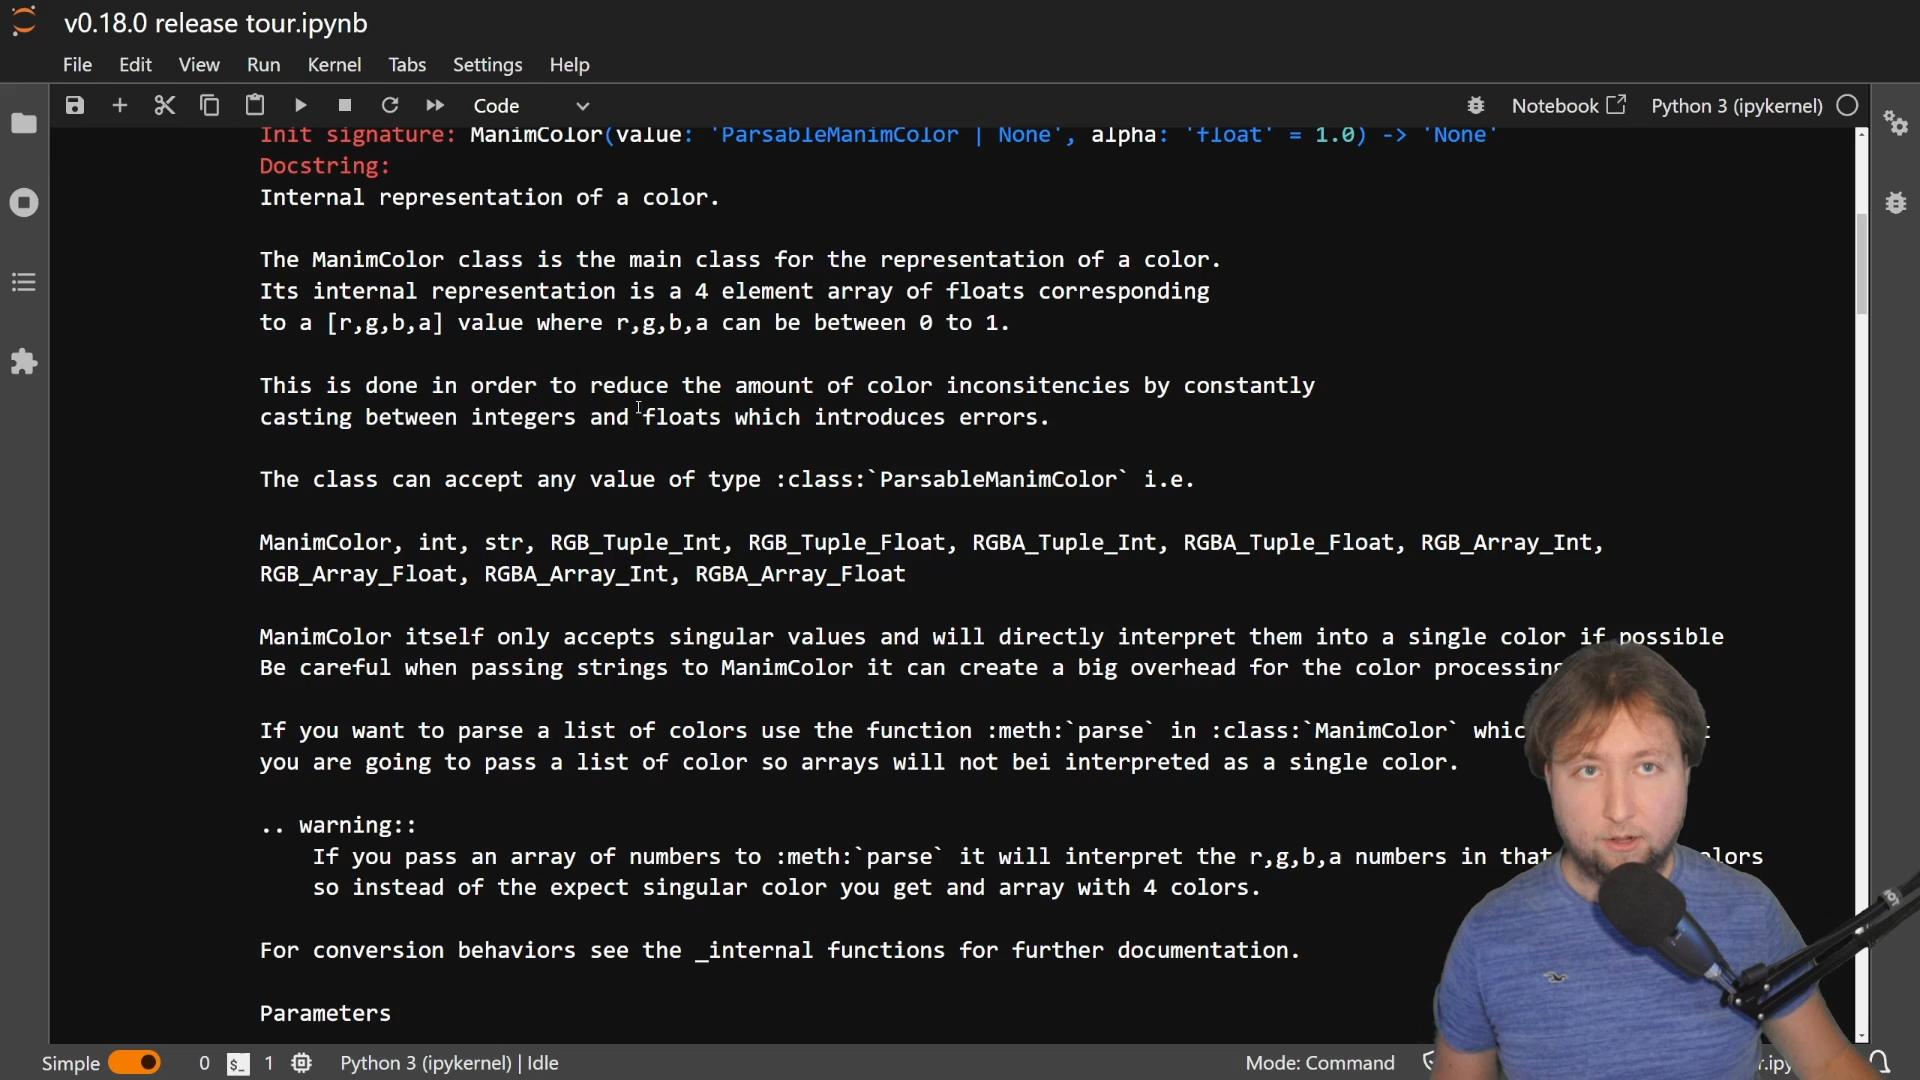 v0.18.0 release tour.ipynb
File Edit View Run Kernel Tabs Settings Help
Code Notebook Python 3 (ipykernel)
Init signature: ManimColor(value: 'ParsableManimColor | None', alpha: 'float' = 1.0) -> 'None'
Docstring:
Internal representation of a color.
The ManimColor class is the main class for the representation of a color.
Its internal representation is a 4 element array of floats corresponding
to a [r,g,b,a] value where r,g,b,a can be between 0 to 1.
This is done in order to reduce the amount of color inconsitencies by constantly
casting between integers and floats which introduces errors.
The class can accept any value of type :class:`ParsableManimColor` i.e.
ManimColor, int, str, RGB_Tuple_Int, RGB_Tuple_Float, RGBA_Tuple_Int, RGBA_Tuple_Float, RGB_Array_Int,
RGB_Array_Float, RGBA_Array_Int, RGBA_Array_Float
ManimColor itself only accepts singular values and will directly interpret them into a single color if possible
Be careful when passing strings to ManimColor it can create a big overhead for the color processing
If you want to parse a list of colors use the function :meth:`parse` in :class:`ManimColor`
you are going to pass a list of color so arrays will not bei interpreted as a single color.
.. warning::
If you pass an array of numbers to :meth:`parse` it will interpret the r,g,b,a numbers in that
so instead of the expect singular color you get and array with 4 colors.
For conversion behaviors see the _internal functions for further documentation.
Parameters
Simple 0 $_ 1 Python 3 (ipykernel) | Idle Mode: Command